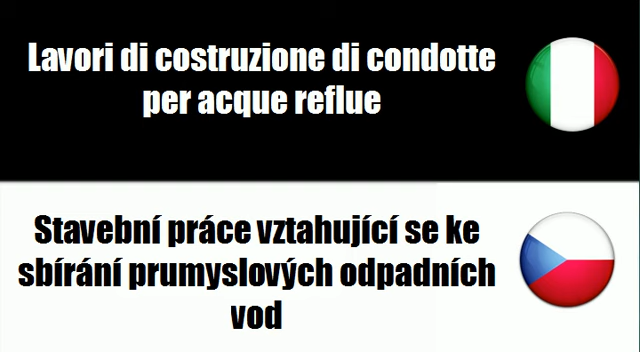 Lavori di costruzione di condotte
per acque reflue
Stavební práce vztahující se ke
sbírání prumyslových odpadních
vod